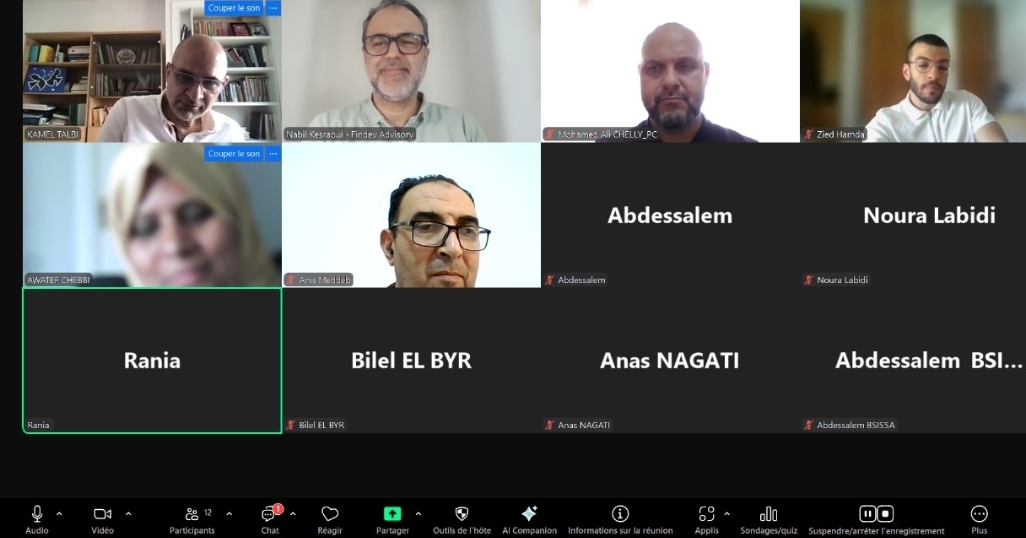 Couper le son ...
KAMEL TALBI
Nabil Kesraoui - Findev Advisory
Mohamed Ali CHELLY_PC
Zied Hamda
Couper le son ...
Abdessalem
Noura Labidi
AWATEF CHEBBI
Anis Meddeb
Abdessalem
Noura Labidi
Rania
Bilel EL BYR
Anas NAGATI
Abdessalem BSI...
Rania
Bilel EL BYR
Anas NAGATI
Abdessalem BSISSA
12
1
Audio
Vidéo
Participants
Chat
Réagir
Partager
Outils de l'hôte
AI Companion
Informations sur la réunion
Applis
Sondages/quiz
Suspendre/arrêter l'enregistrement
Plus